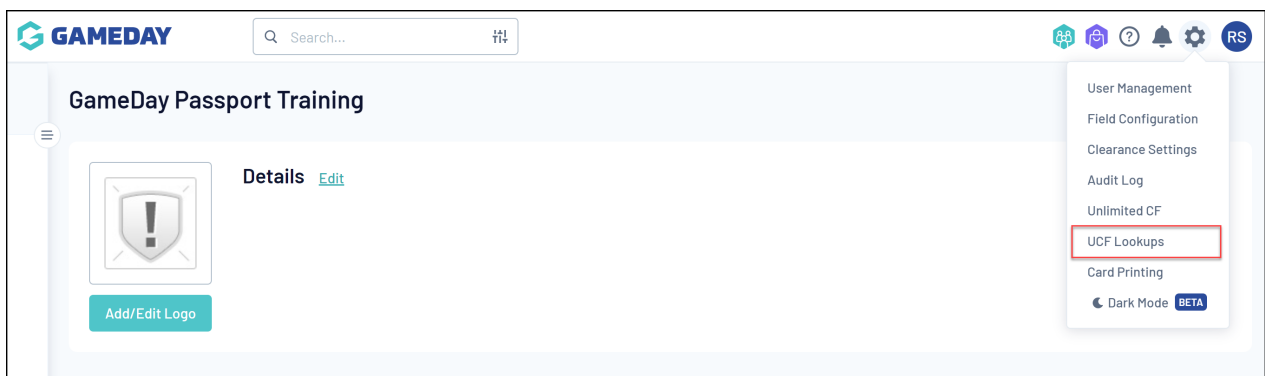 GAMEDAY
Search...
RS
GameDay Passport Training
Details Edit
Add/Edit Logo
User Management
Field Configuration
Clearance Settings
Audit Log
Unlimited CF
UCF Lookups
Card Printing
Dark Mode BETA